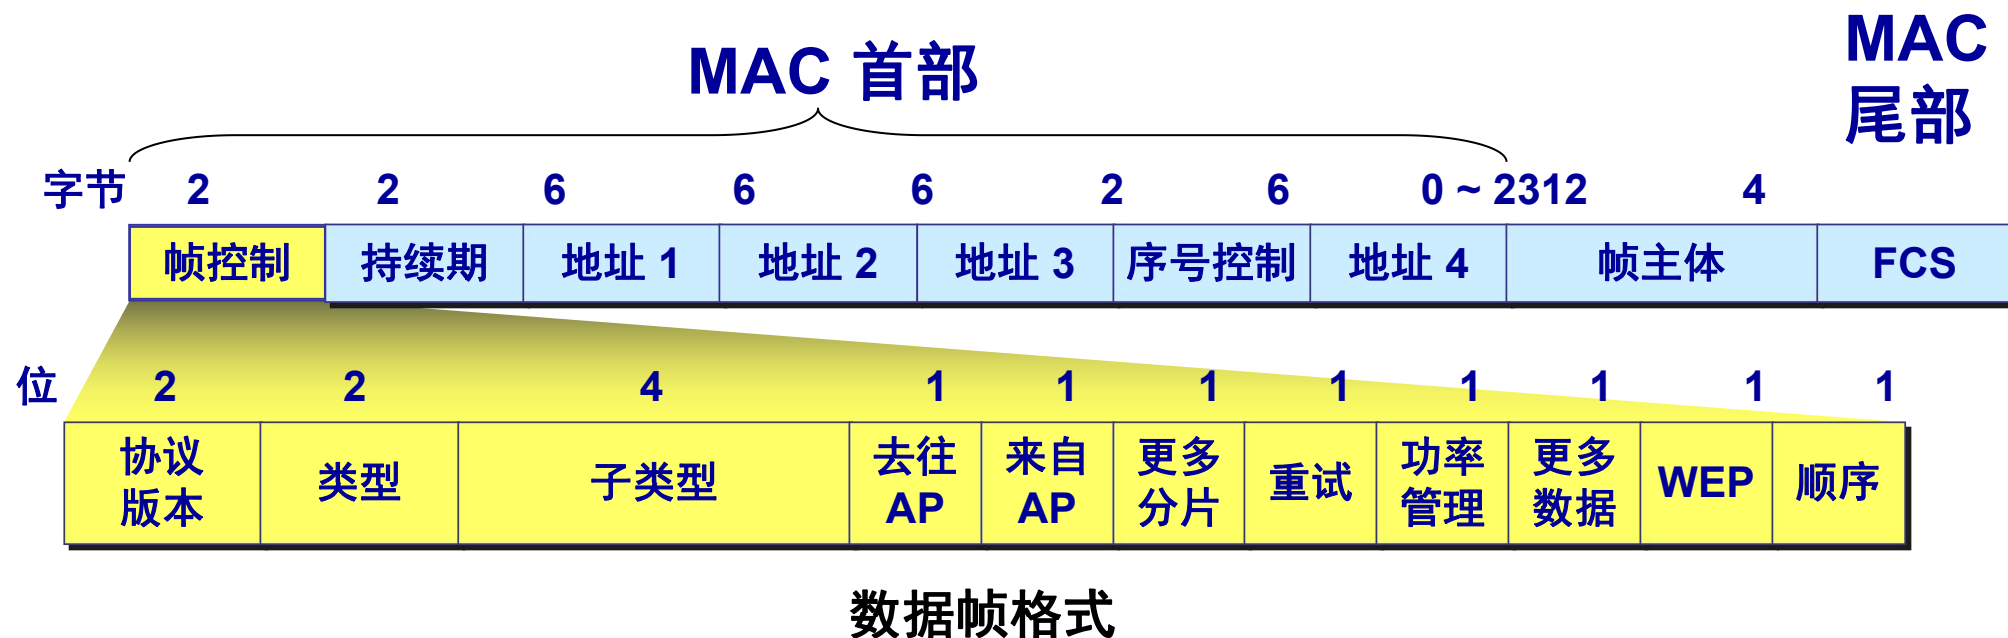 MAC 首部
MAC
尾部
字节 2 2 6 6 6 2 6 0 ~ 2312 4
帧控制 持续期 地址 1 地址 2 地址 3 序号控制 地址 4 帧主体 FCS
位 2 2 4 1 1 1 1 1 1 1 1
协议版本 类型 子类型 去往AP 来自AP 更多分片 重试 功率管理 更多数据 WEP 顺序
数据帧格式